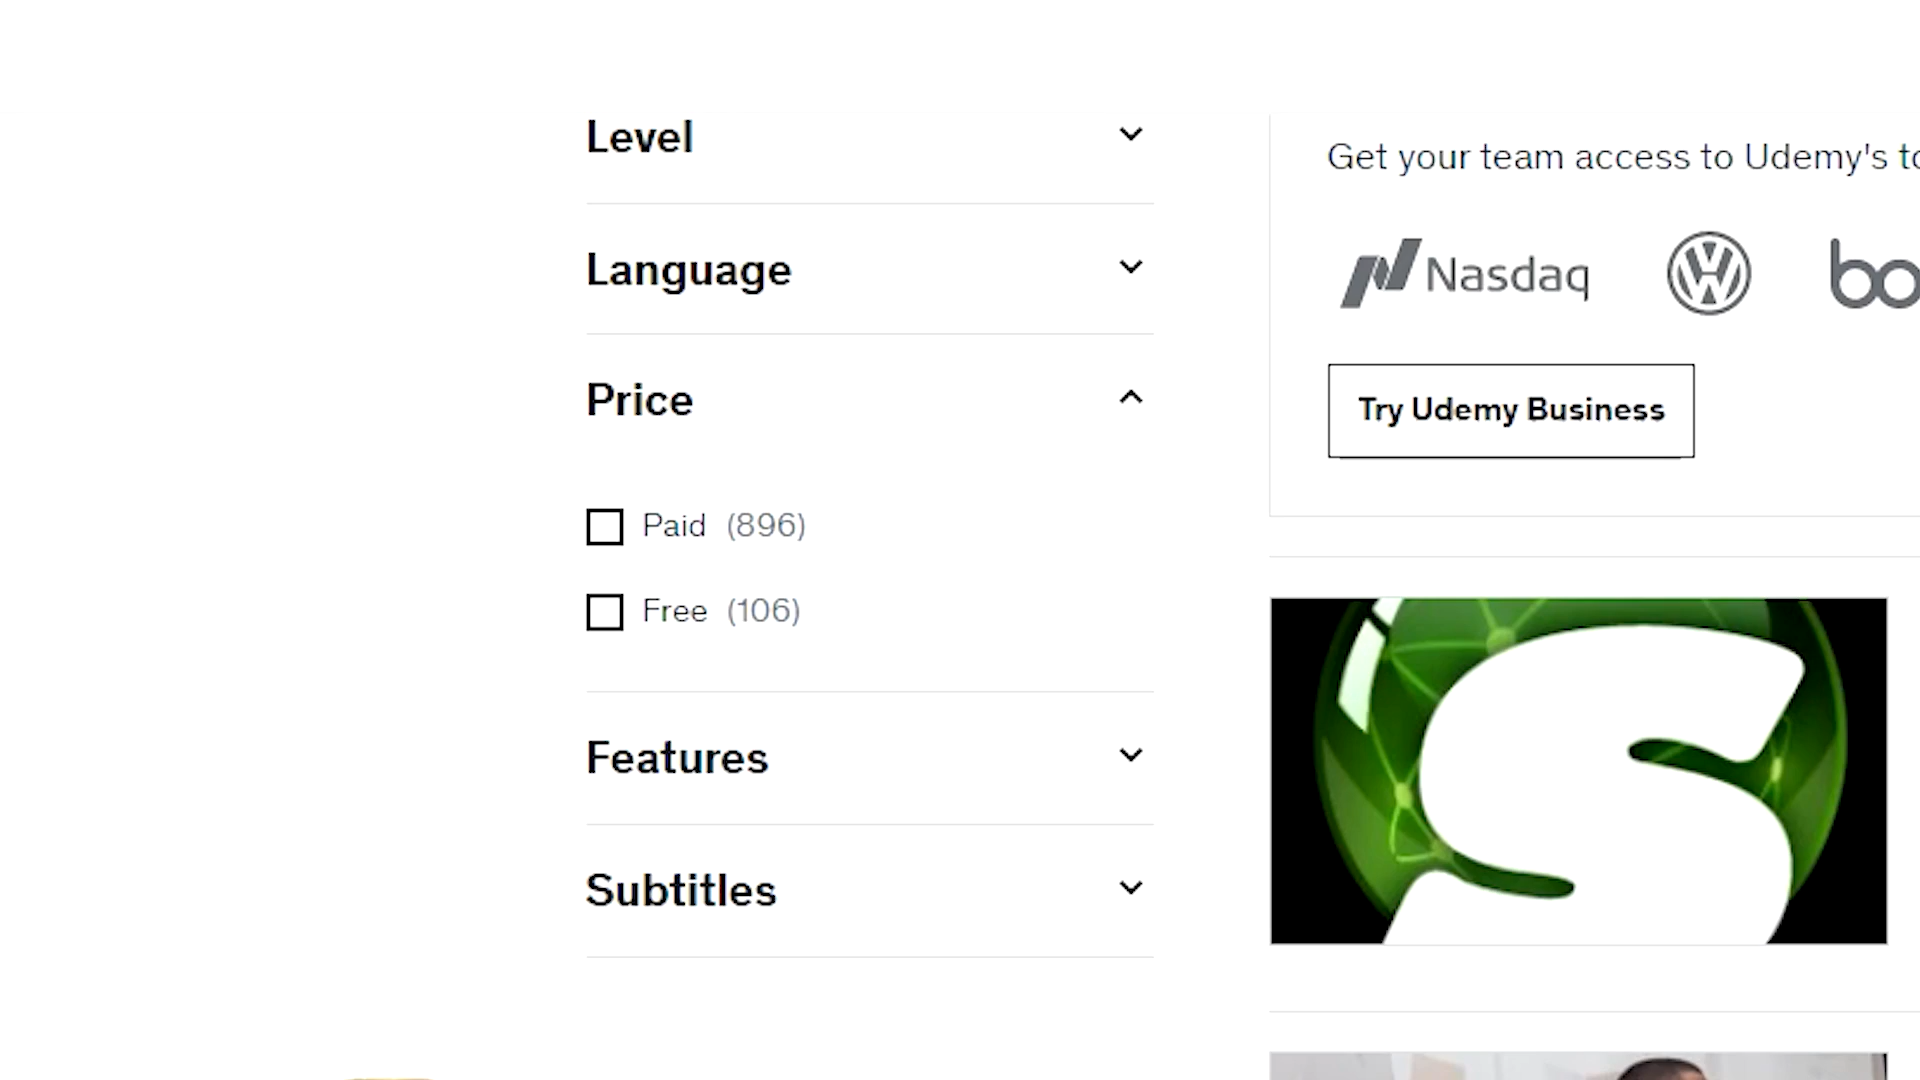 Level
Language
Price
Paid (896)
Free (106)
Features
Subtitles
Get your team access to Udemy's
Nasdaq
Try Udemy Business
S